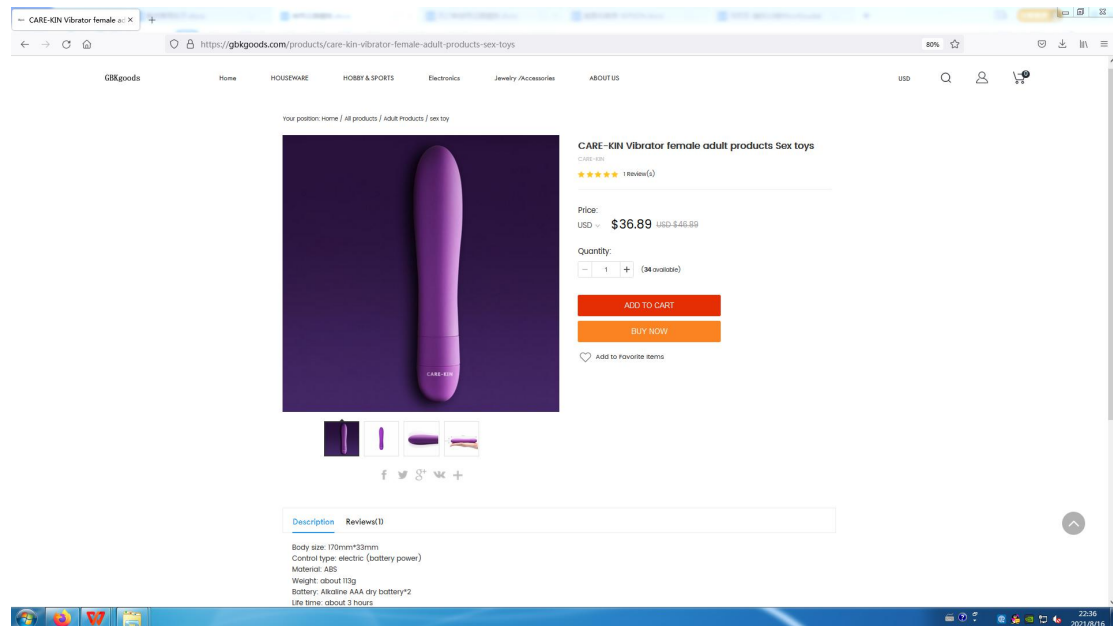 CARE-KIN Vibrator female ad
https://gbkgoods.com/products/care-kin-vibrator-female-adult-products-sex-toys
80%
GBKgoods
Home
HOUSEWARE
HOBBY & SPORTS
Electronics
Jewelry /Accessories
ABOUT US
USD
0
Your position: Home / All products / Adult Products / sex toy
CARE-KIN Vibrator female adult products Sex toys
CARE-KIN
1 Review(s)
Price:
USD $36.89 USD $46.89
Quantity:
1 (34 available)
ADD TO CART
BUY NOW
Add to Favorite Items
CARE-KIN
Description Reviews(1)
Body size: 170mm*33mm
Control type: electric (battery power)
Material: ABS
Weight: about 113g
Battery: Alkaline AAA dry battery*2
Life time: about 3 hours
22:36
2021/8/16